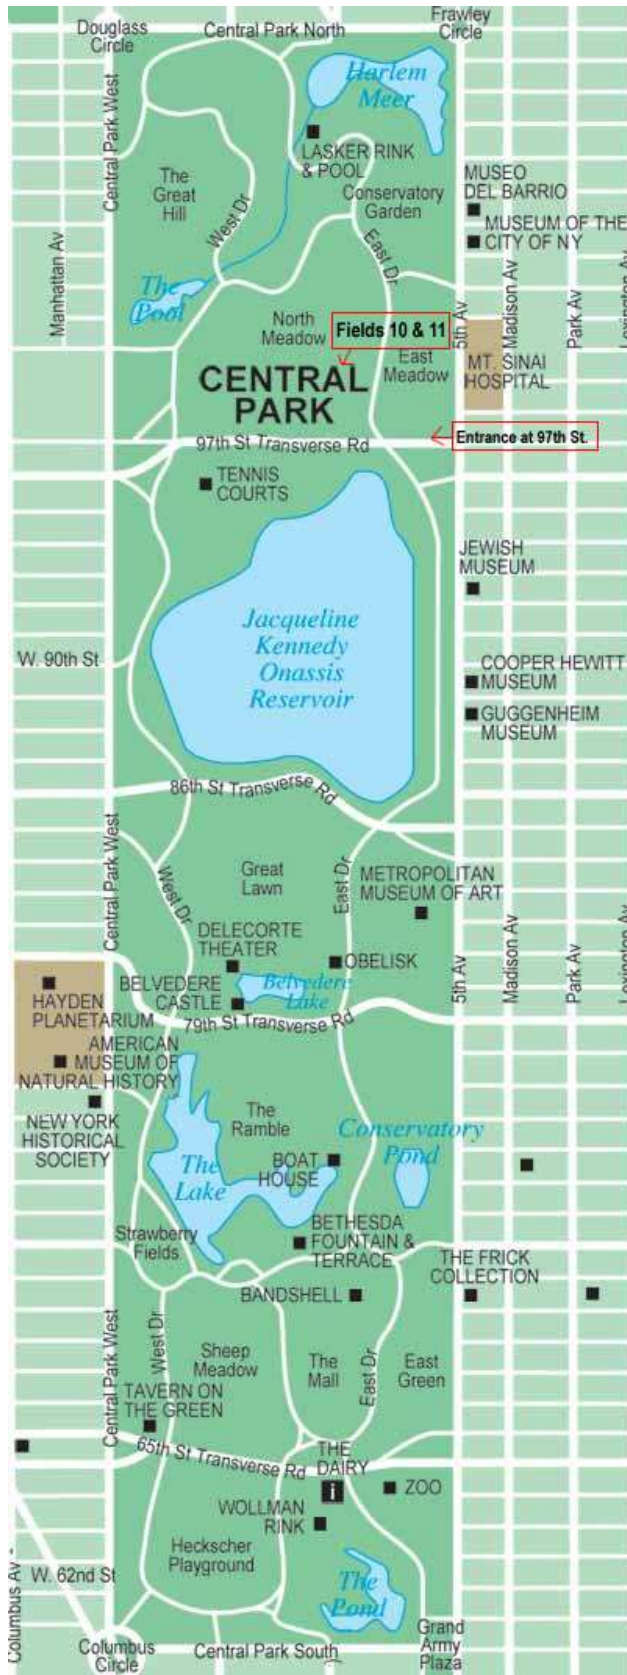 Douglass
Circle
Central Park North
Frawley
Circle
Central Park West
Harlem
Meer
LASKER RINK
& POOL
The
Great
Hill
Conservatory
Garden
MUSEO
DEL BARRIO
MUSEUM OF THE
CITY OF NY
West Dr
East Dr
Manhattan Av
The
Pool
5th Av
Madison Av
Park Av
Lexington Av
North
Meadow
Fields 10 & 11
East
Meadow
MT. SINAI
HOSPITAL
CENTRAL
PARK
Entrance at 97th St.
97th St Transverse Rd
TENNIS
COURTS
JEWISH
MUSEUM
Jacqueline
Kennedy
Onassis
Reservoir
W. 90th St
COOPER HEWITT
MUSEUM
GUGGENHEIM
MUSEUM
86th St Transverse Rd
Central Park West
West Dr
Great
Lawn
East Dr
METROPOLITAN
MUSEUM OF ART
DELECORTE
THEATER
OBELISK
5th Av
Madison Av
Park Av
Lexington Av
HAYDEN
PLANETARIUM
BELVEDERE
CASTLE
Belvedere
Lake
79th St Transverse Rd
AMERICAN
MUSEUM OF
NATURAL HISTORY
NEW YORK
HISTORICAL
SOCIETY
The
Ramble
Conservatory
Pond
The
Lake
BOAT
HOUSE
Strawberry
Fields
BETHESDA
FOUNTAIN &
TERRACE
THE FRICK
COLLECTION
BANDSHELL
Central Park West
West Dr
Sheep
Meadow
The
Mall
East Dr
East
Green
TAVERN ON
THE GREEN
65th St Transverse Rd
THE
DAIRY
i
ZOO
WOLLMAN
RINK
Heckscher
Playground
W. 62nd St
Columbus Av
The
Pond
Columbus
Circle
Central Park South
Grand
Army
Plaza